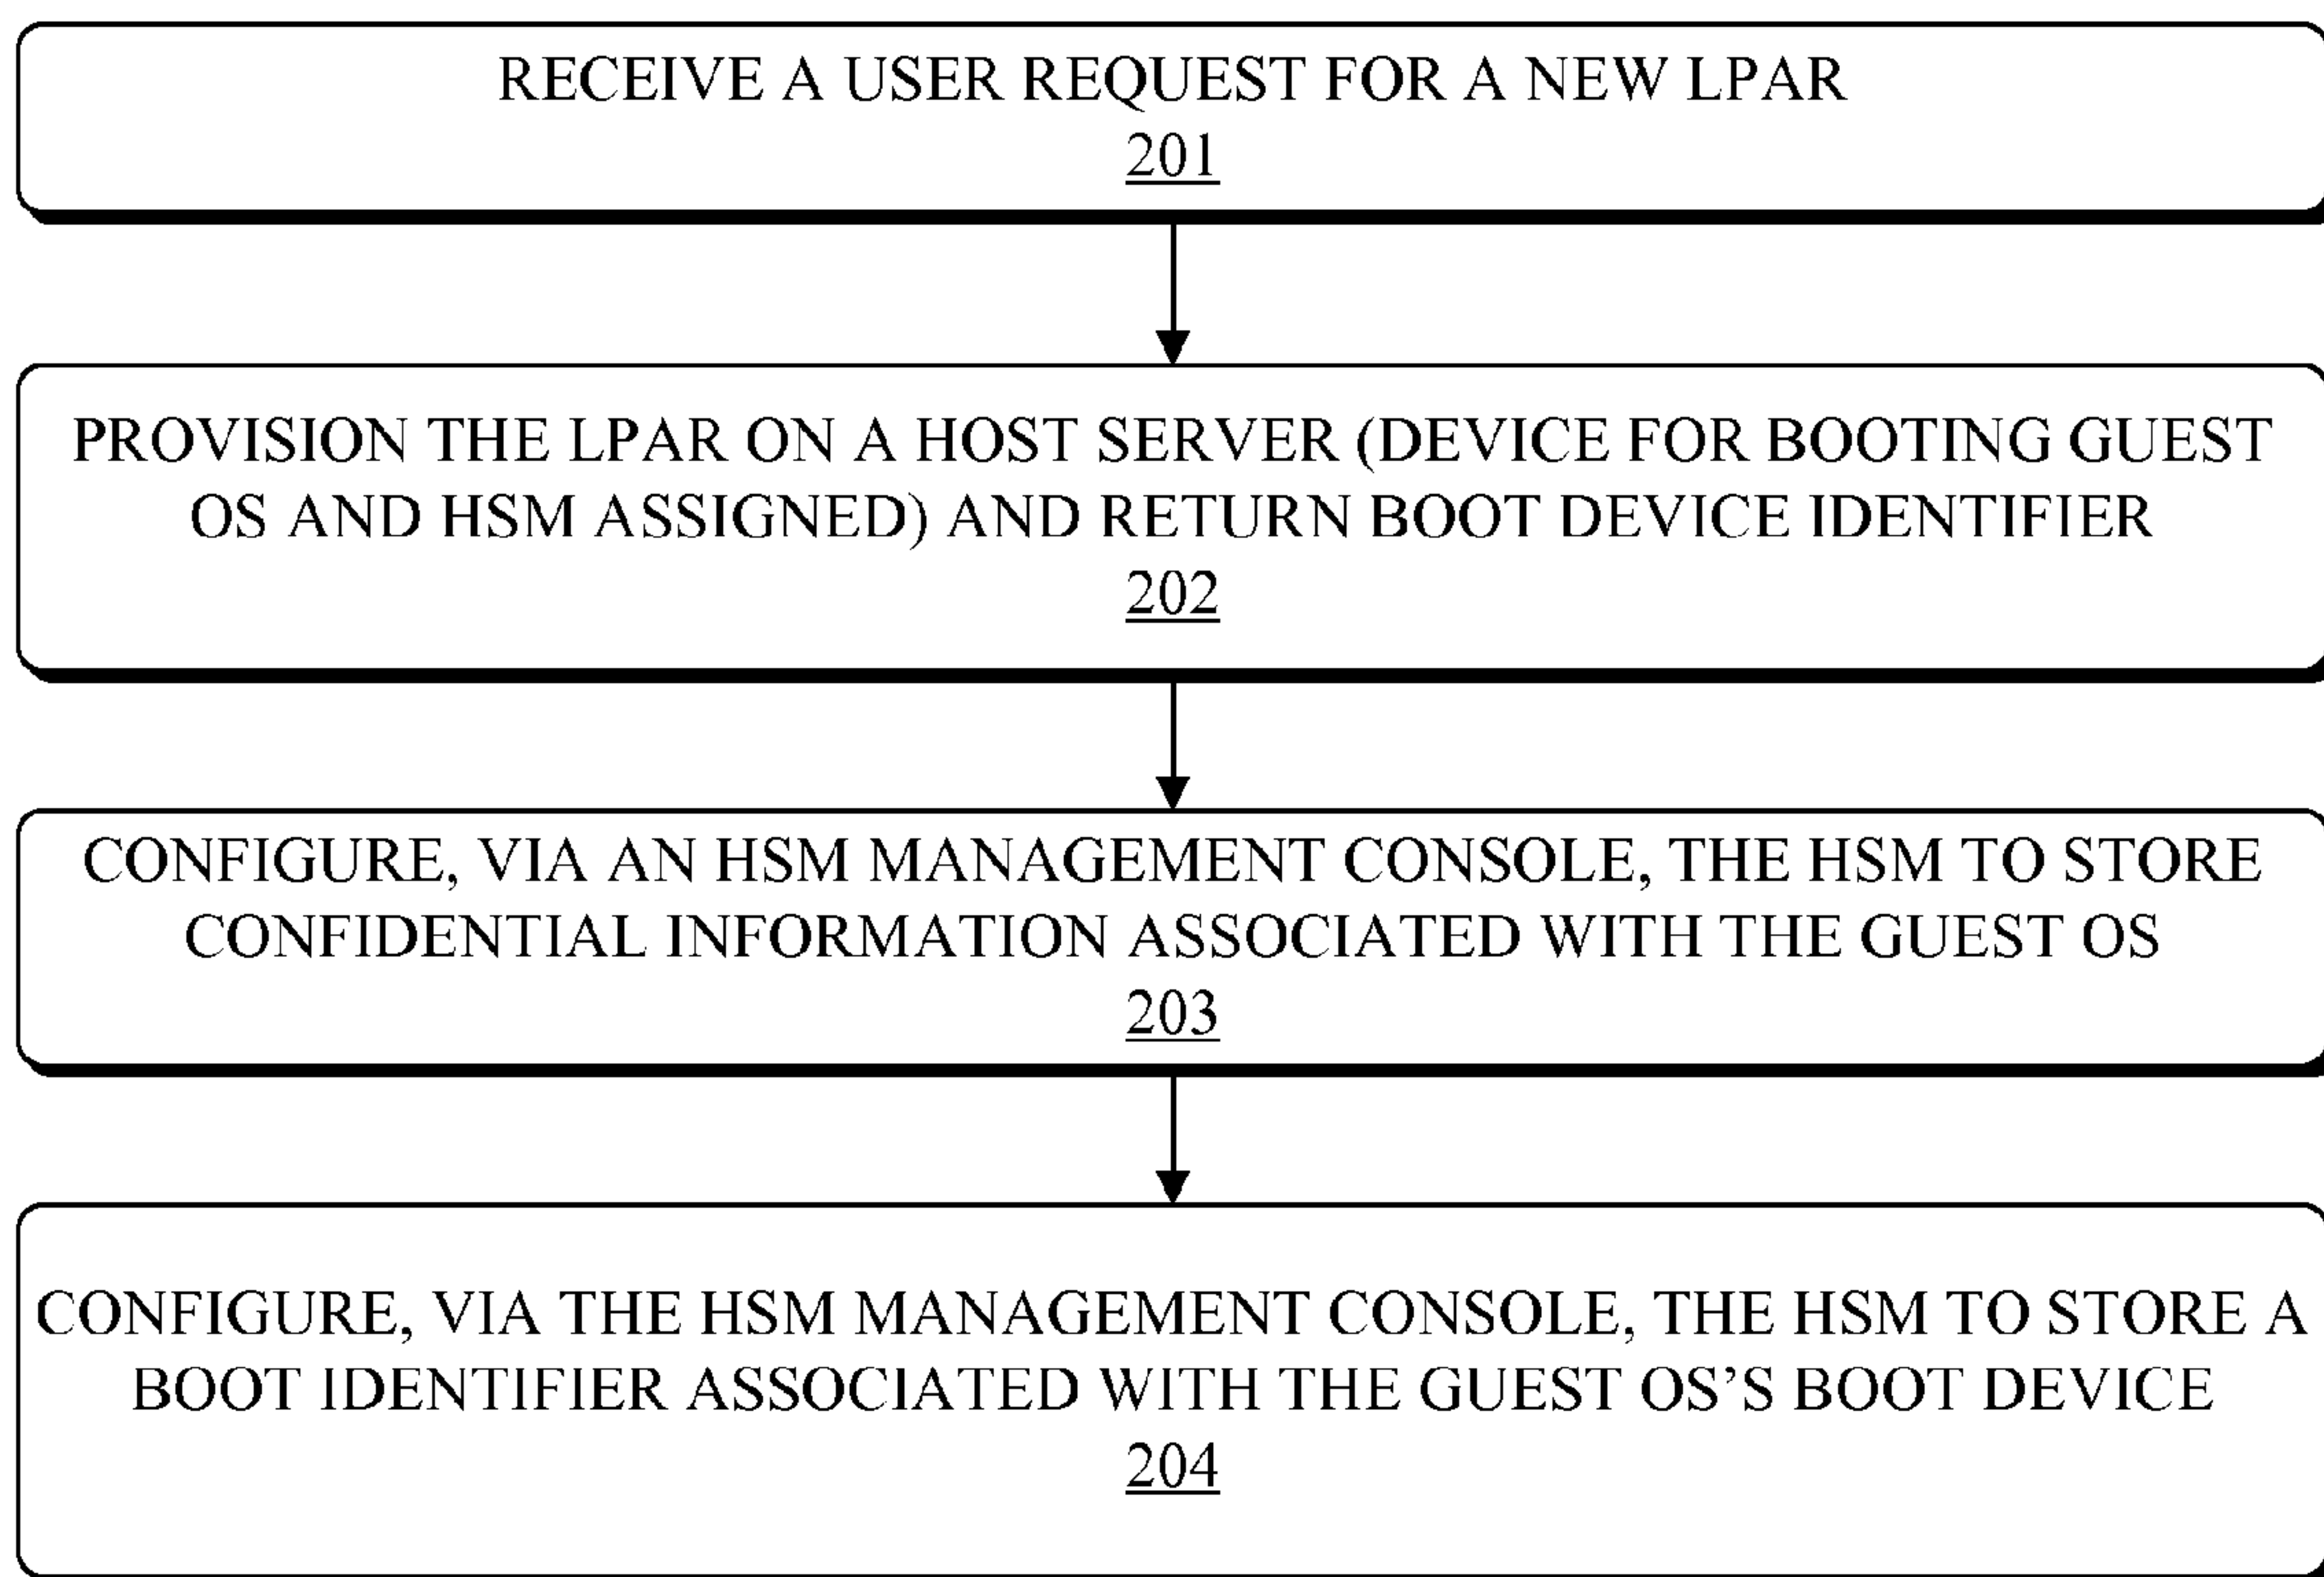 RECEIVE A USER REQUEST FOR A NEW LPAR
201
PROVISION THE LPAR ON A HOST SERVER (DEVICE FOR BOOTING GUEST
OS AND HSM ASSIGNED) AND RETURN BOOT DEVICE IDENTIFIER
202
CONFIGURE, VIA AN HSM MANAGEMENT CONSOLE, THE HSM TO STORE
CONFIDENTIAL INFORMATION ASSOCIATED WITH THE GUEST OS
203
CONFIGURE, VIA THE HSM MANAGEMENT CONSOLE, THE HSM TO STORE A
BOOT IDENTIFIER ASSOCIATED WITH THE GUEST OS’S BOOT DEVICE
204